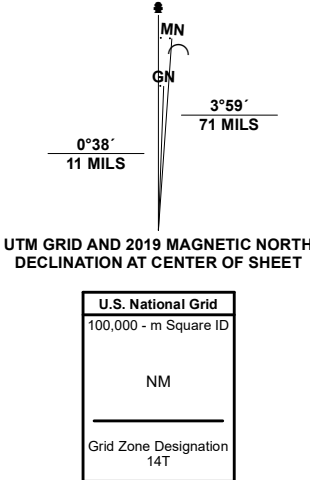 MN
GN
3°59´
71 MILS
0°38´
11 MILS
UTM GRID AND 2019 MAGNETIC NORTH
DECLINATION AT CENTER OF SHEET
U.S. National Grid
100,000 - m Square ID
NM
Grid Zone Designation
14T